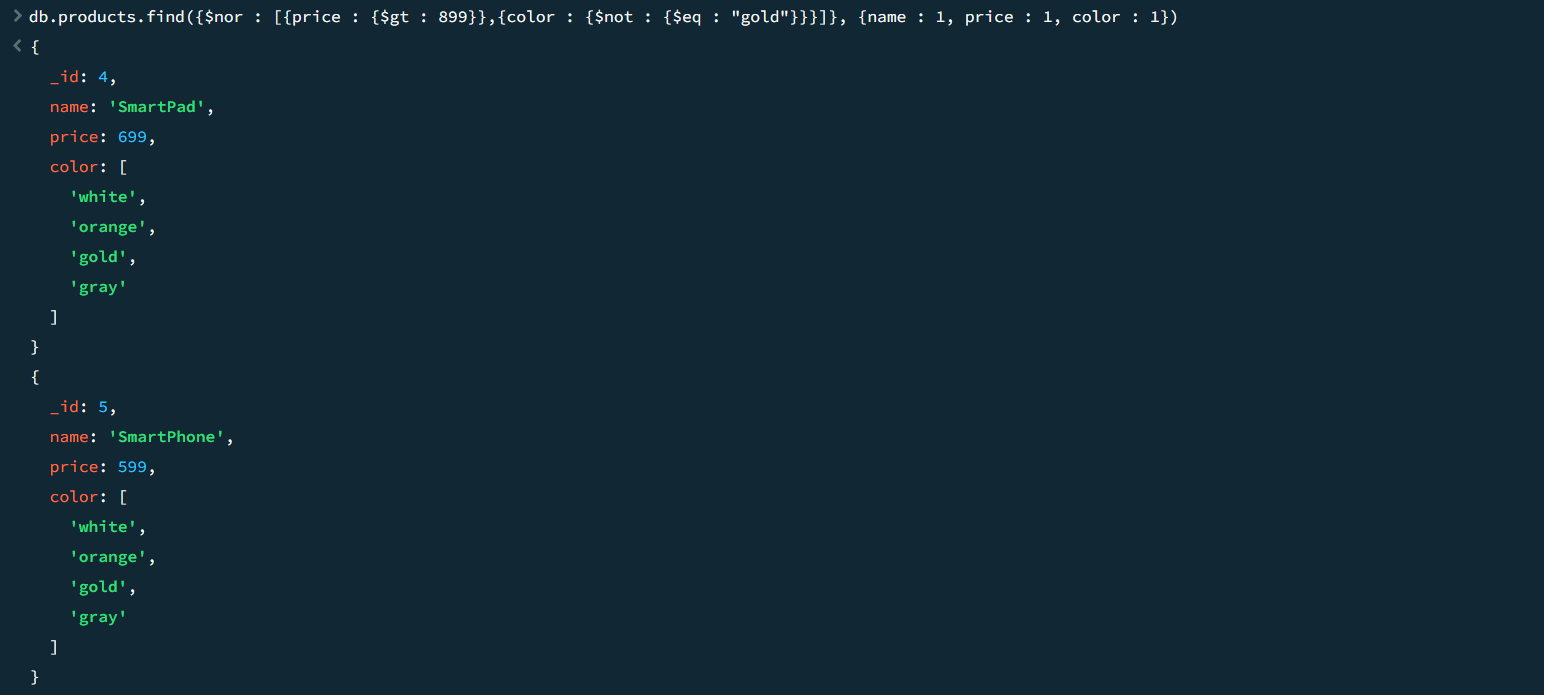 > db.products.find({$nor : [{price : {$gt : 899}},{color : {$not : {$eq : "gold"}}}]}, {name : 1, price : 1, color : 1})
< {
_id: 4,
name: 'SmartPad',
price: 699,
color: [
'white',
'orange',
'gold',
'gray'
]
}
{
_id: 5,
name: 'SmartPhone',
price: 599,
color: [
'white',
'orange',
'gold',
'gray'
]
}